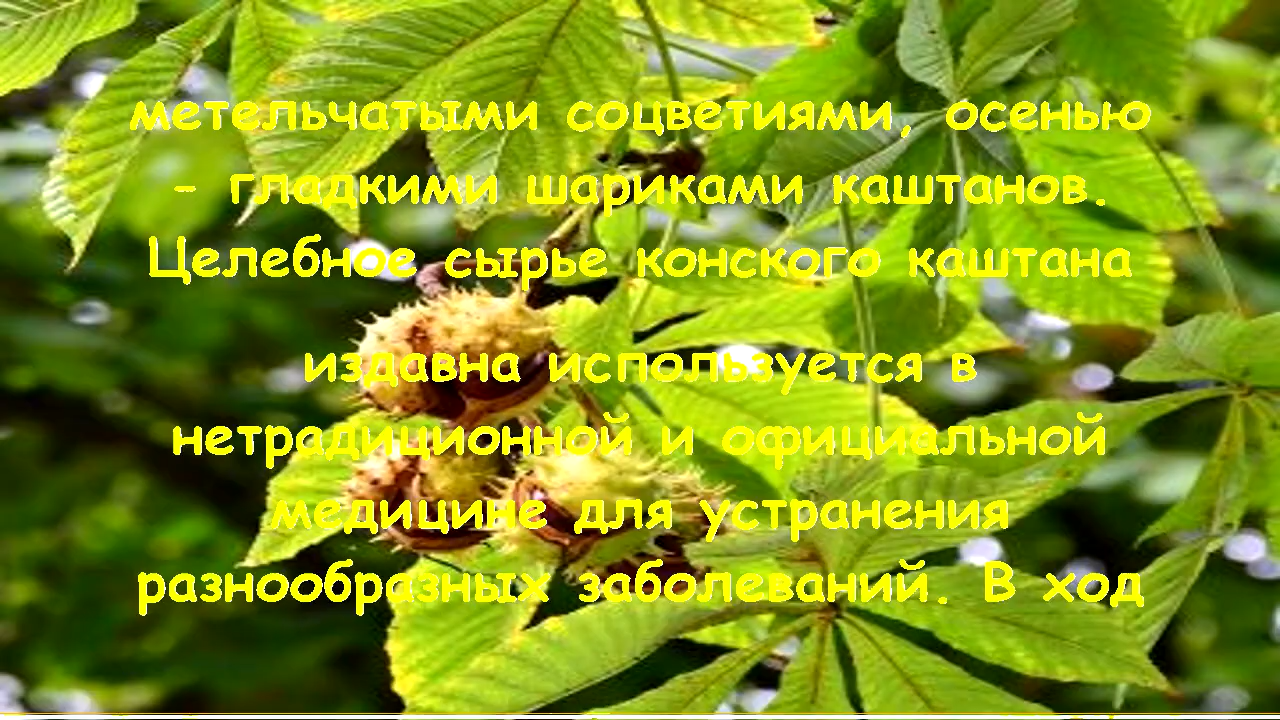 метельчатыми соцветиями, осенью
- гладкими шариками каштанов.
Целебное сырье конского каштана
издавна используется в
нетрадиционной и официальной
медицине для устранения
разнообразных заболеваний. В ход